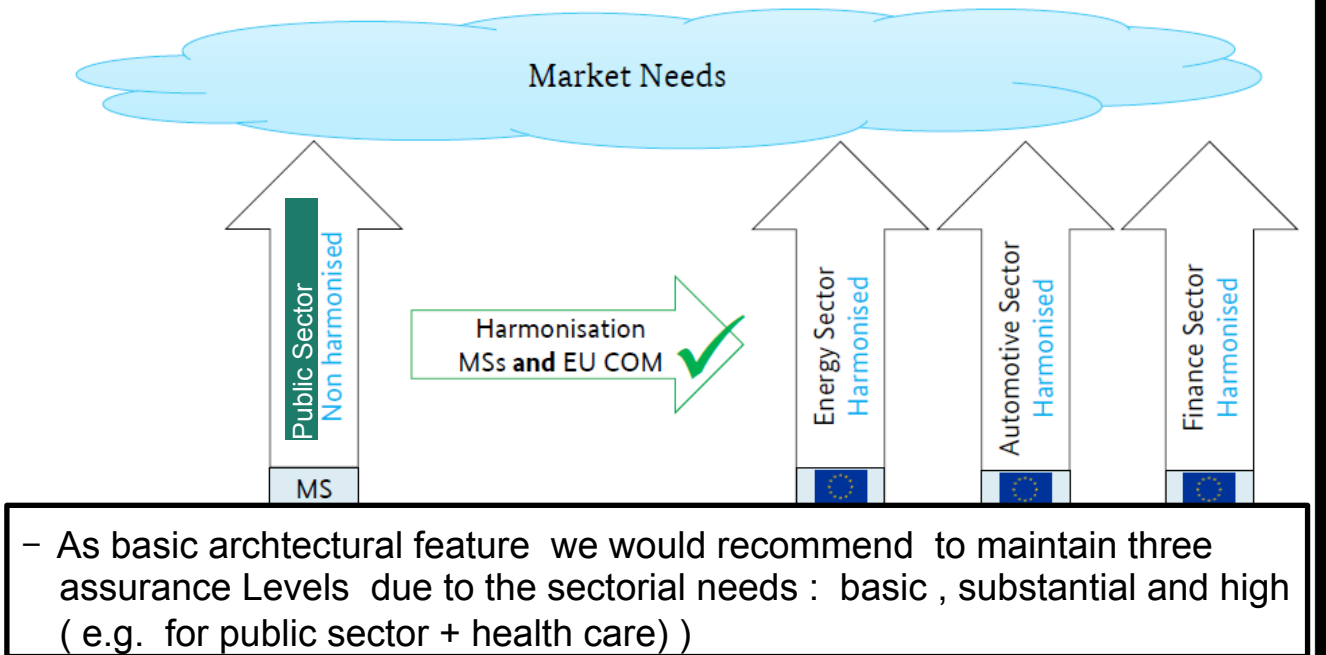 Market Needs
Public Sector
Non harmonised
MS
Harmonisation
MSs and EU COM
Energy Sector
Harmonised
Automotive Sector
Harmonised
Finance Sector
Harmonised
– As basic archtectural feature we would recommend to maintain three
assurance Levels due to the sectorial needs : basic , substantial and high
( e.g. for public sector + health care) )